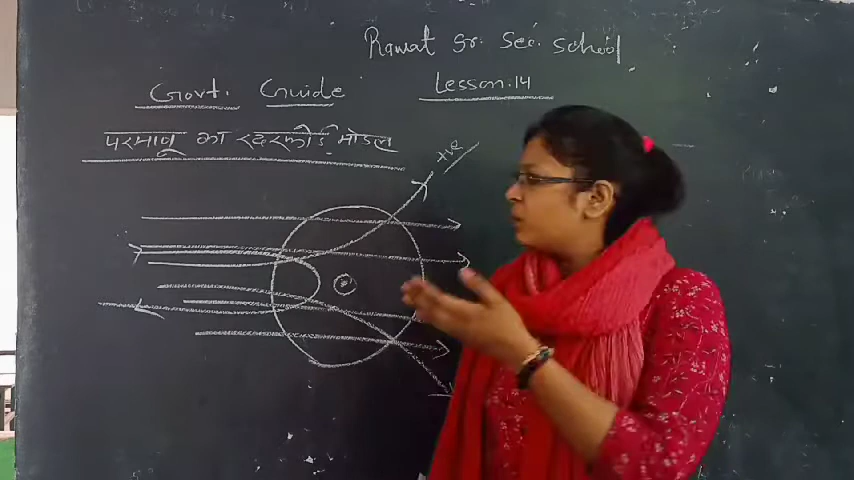 Rawat Sr. Sec. School
Govt. Guide Lesson.14
परमाणु का रदरफोर्ड मोडल